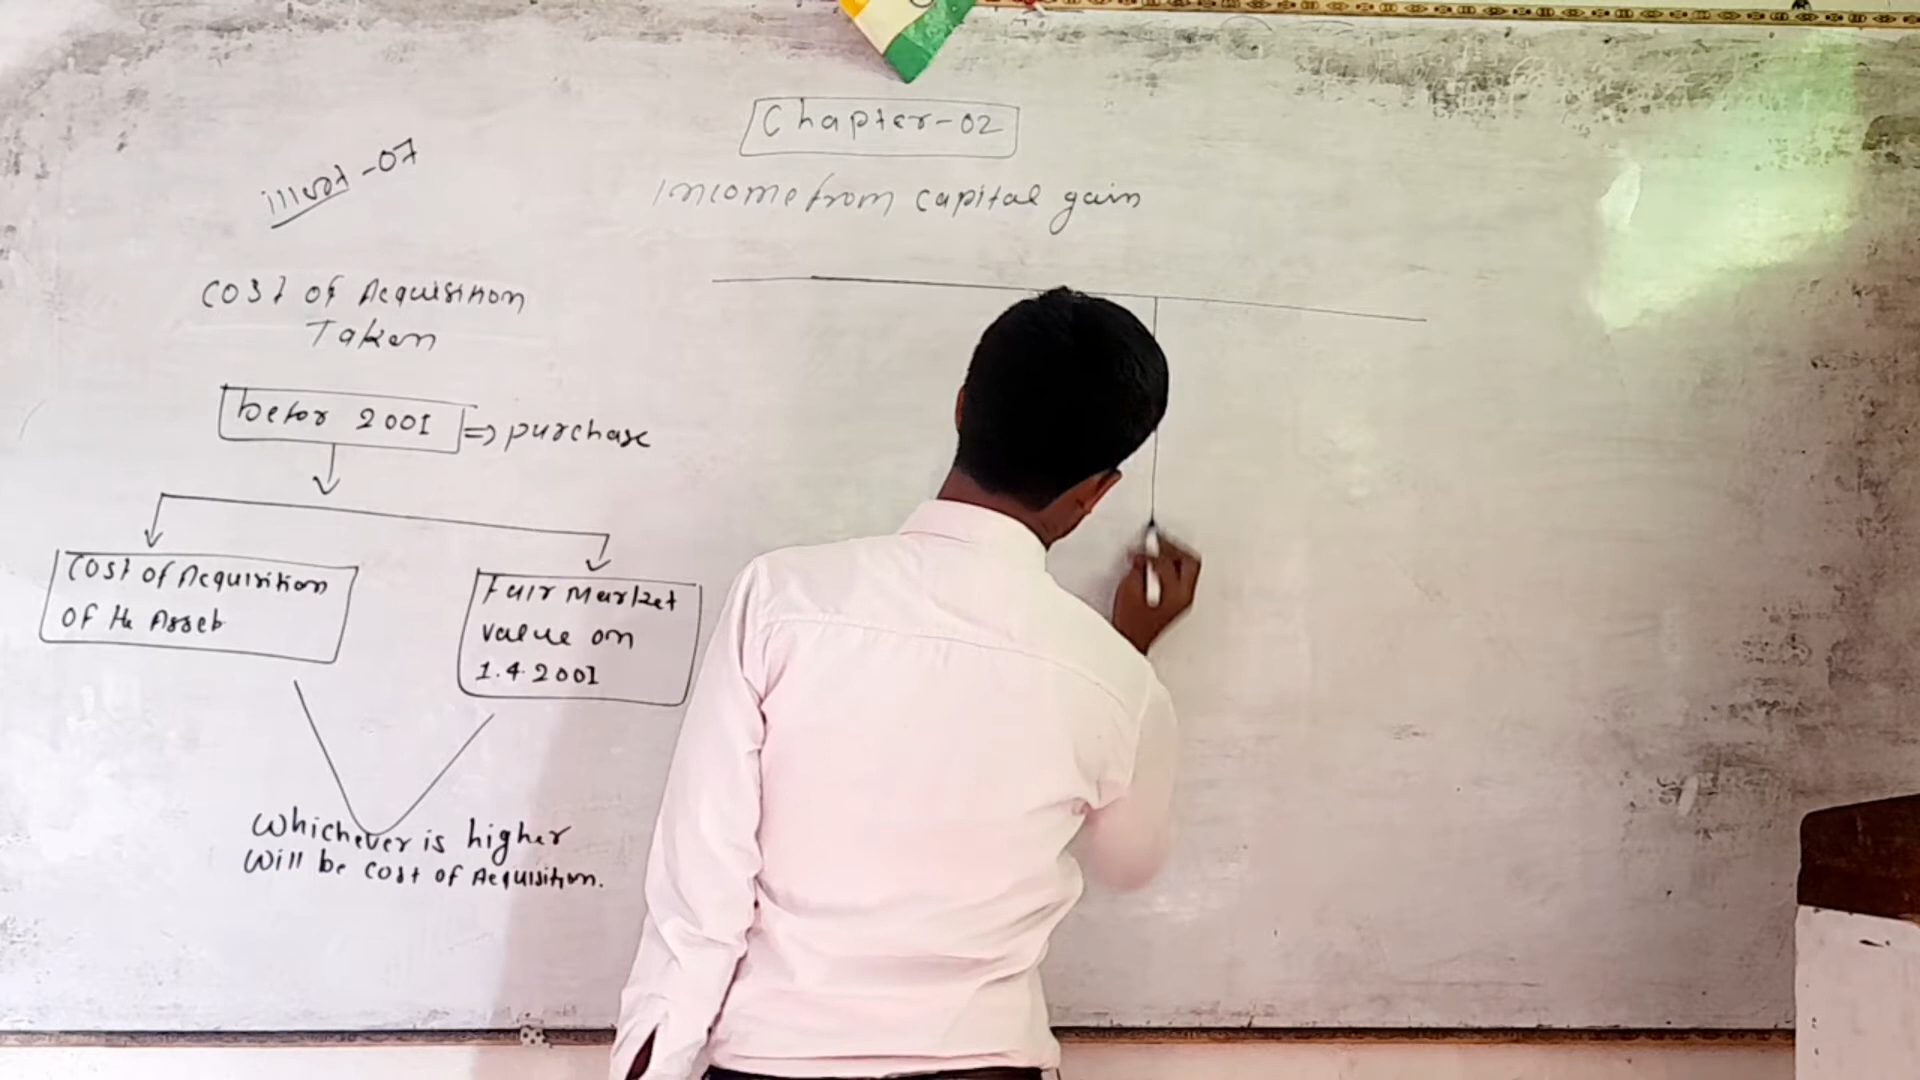 Chapter-02
Income from capital gain
illust-07
Cost of Acquisition
Taken
befor 2001 => purchase
Cost of Acquisition
of the Asset
Fair Market
value on
1.4.2001
Whichever is higher
Will be Cost of Acquisition.